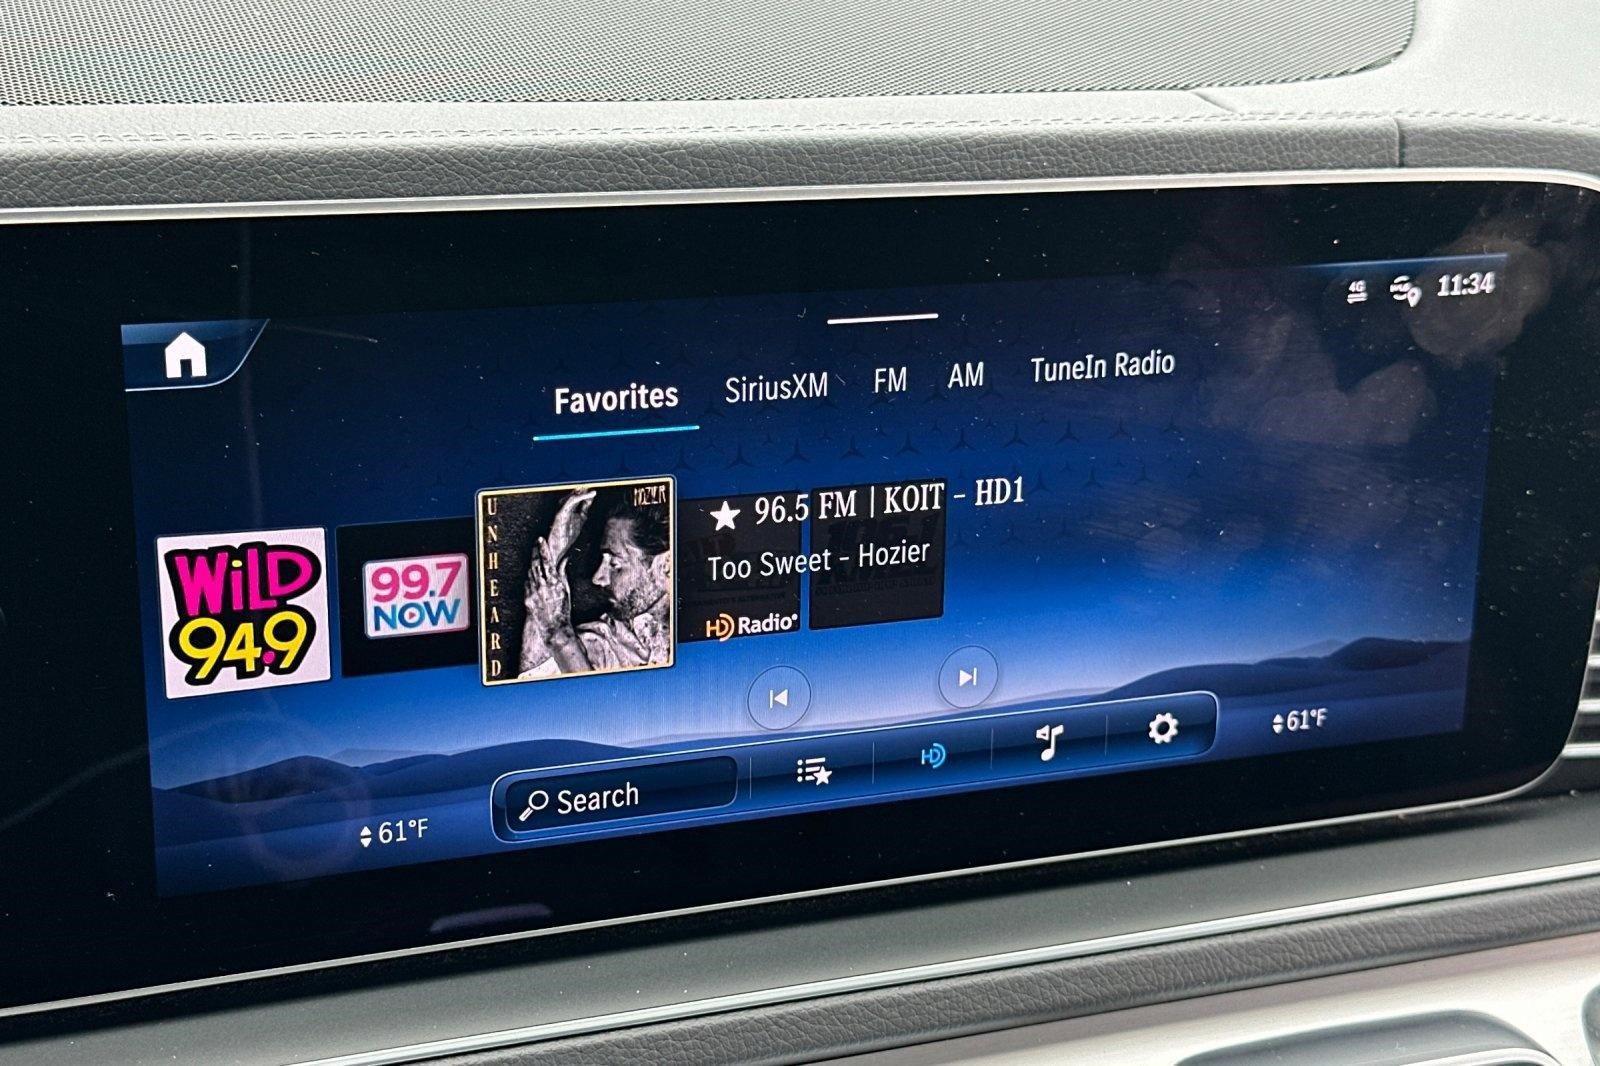 4G
11:34
Favorites
SiriusXM
FM
AM
TuneIn Radio
WiLD
94.9
99.7
NOW
UNHEARD
HOZIER
★ 96.5 FM | KOIT - HD1
Too Sweet - Hozier
HD Radio
61°F
Search
HD
61°F